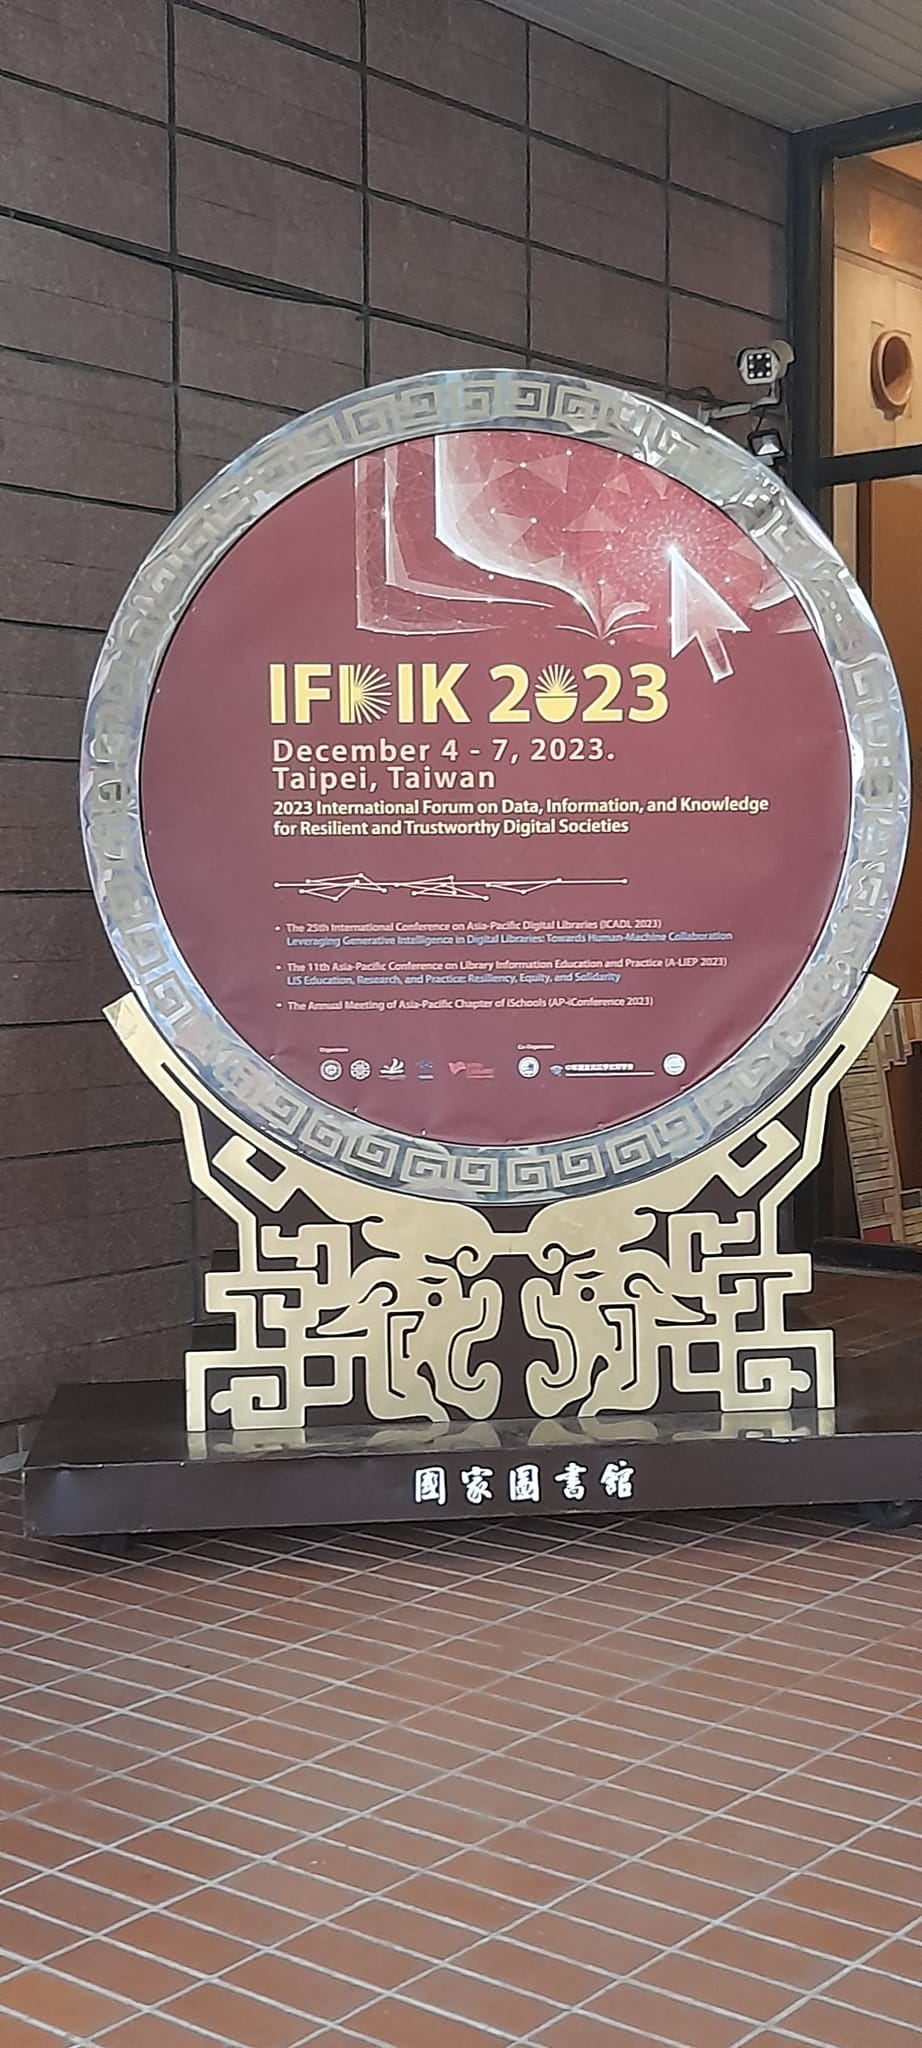 IFDIK 2023
December 4 - 7, 2023.
Taipei, Taiwan
2023 International Forum on Data, Information, and Knowledge
for Resilient and Trustworthy Digital Societies
• The 25th International Conference on Asia-Pacific Digital Libraries (ICADL 2023)
Leveraging Generative Intelligence in Digital Libraries: Towards Human-Machine Collaboration
• The 11th Asia-Pacific Conference on Library Information Education and Practice (A-LIEP 2023)
LIS Education, Research, and Practice: Resiliency, Equity, and Solidarity
• The Annual Meeting of Asia-Pacific Chapter of iSchools (AP-iConference 2023)
Organizers
Co-Organizers
國家圖書館